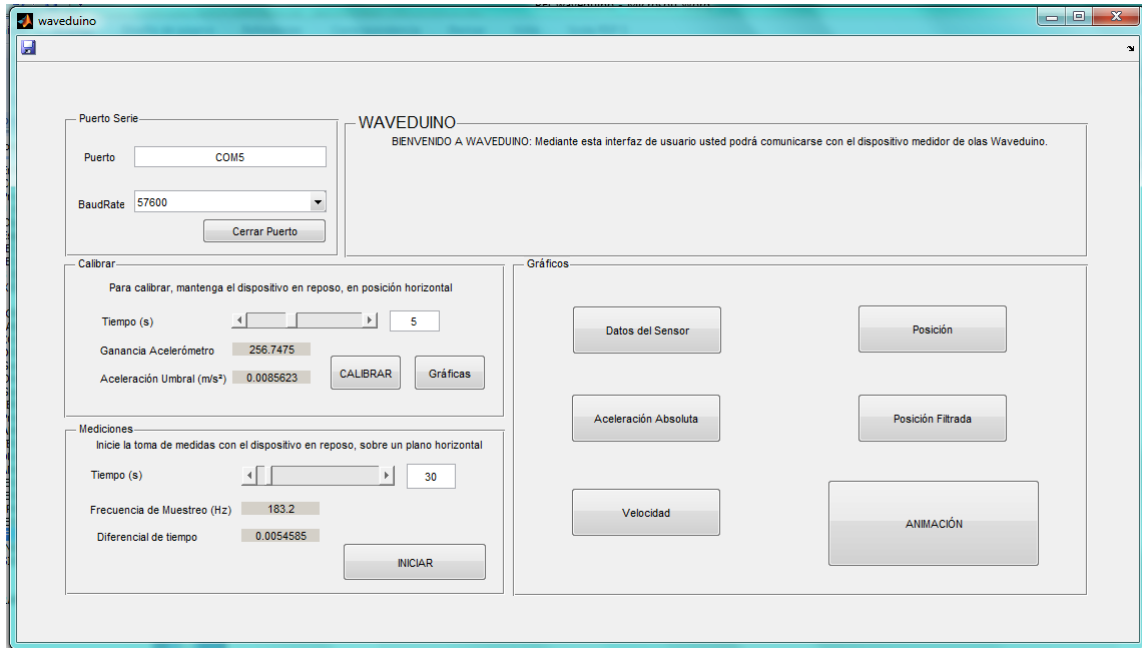 waveduino
Puerto Serie
Puerto
COM5
BaudRate
57600
Cerrar Puerto
WAVEDUINO
BIENVENIDO A WAVEDUINO: Mediante esta interfaz de usuario usted podrá comunicarse con el dispositivo medidor de olas Waveduino.
Calibrar
Para calibrar, mantenga el dispositivo en reposo, en posición horizontal
Tiempo (s)
5
Ganancia Acelerómetro
256.7475
Aceleración Umbral (m/s²)
0.0085623
CALIBRAR
Gráficas
Mediciones
Inicie la toma de medidas con el dispositivo en reposo, sobre un plano horizontal
Tiempo (s)
30
Frecuencia de Muestreo (Hz)
183.2
Diferencial de tiempo
0.0054585
INICIAR
Gráficos
Datos del Sensor
Posición
Aceleración Absoluta
Posición Filtrada
Velocidad
ANIMACIÓN